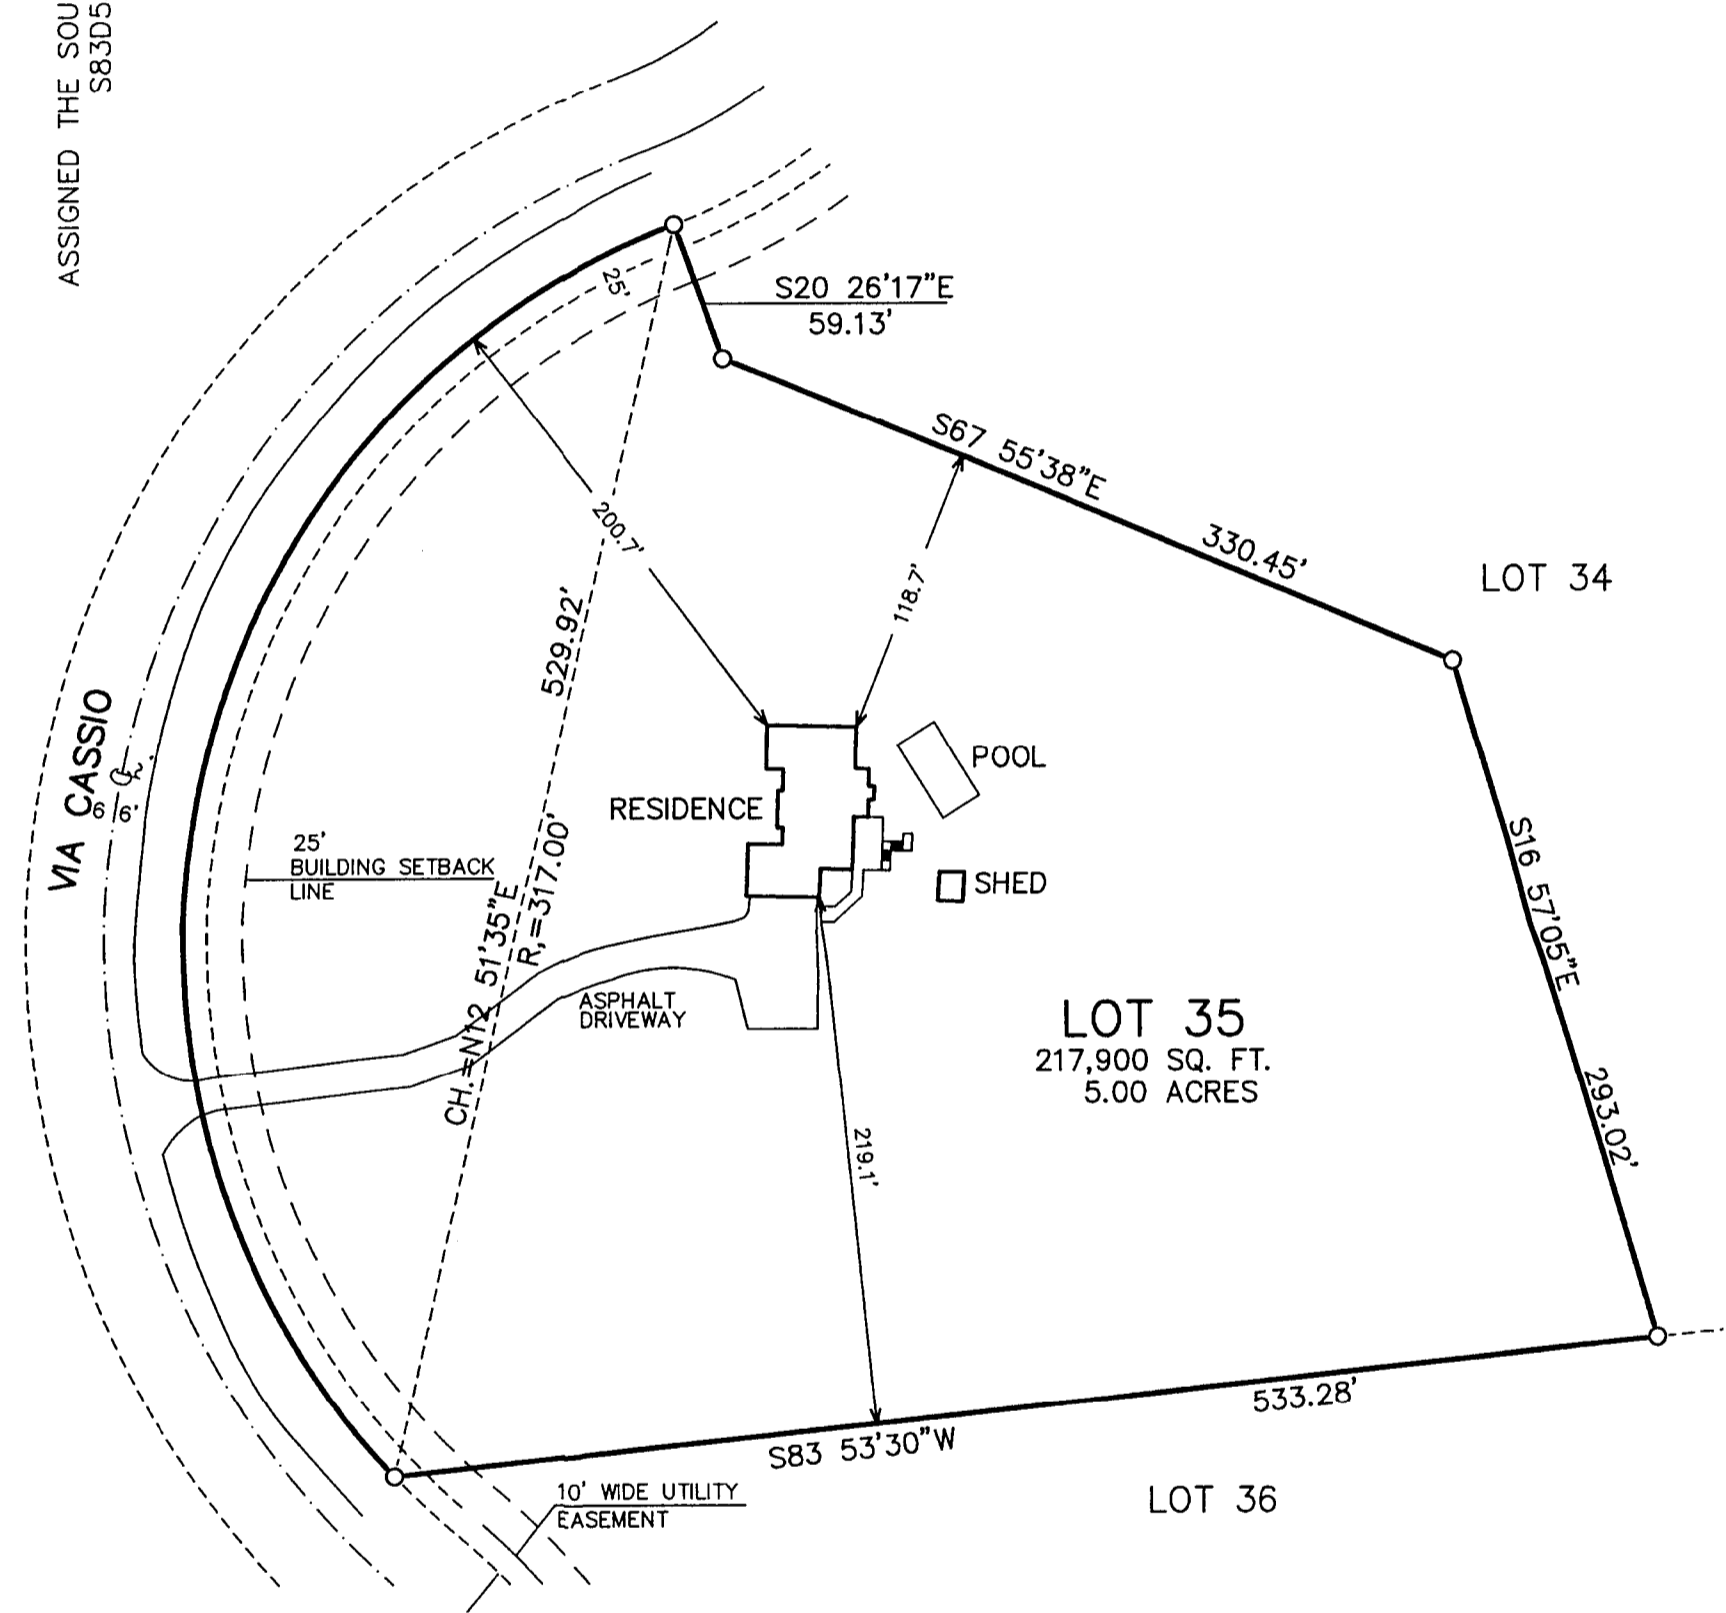 ASSIGNED THE SOU
S83D5
S20 26'17"E
59.13'
25'
S67 55'38"E
330.45'
LOT 34
200.7'
118.7'
529.92'
VIA CASSIO
66'
POOL
RESIDENCE
25'
BUILDING SETBACK
LINE
SHED
CH.=N12 51'35"E
R,=317.00'
S16 57'05"E
293.02'
ASPHALT
DRIVEWAY
LOT 35
217,900 SQ. FT.
5.00 ACRES
219.1'
533.28'
S83 53'30"W
10' WIDE UTILITY
EASEMENT
LOT 36